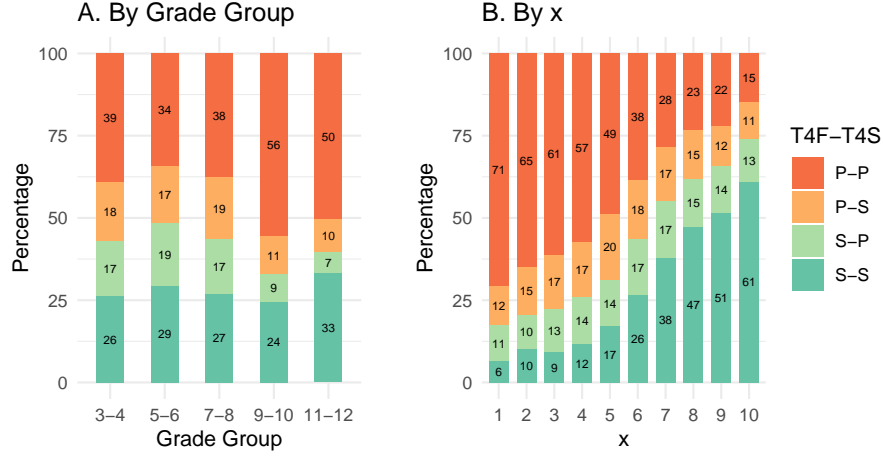 A. By Grade Group
Percentage
100
75
50
25
0
39 34 38 56 50
18 17 19 11 10
17 19 17 9 7
26 29 27 24 33
3−4 5−6 7−8 9−10 11−12
Grade Group
B. By x
Percentage
100
75
50
25
0
71 65 61 57 49 38 28 23 22 15
12 15 17 17 20 18 17 15 12 11
11 10 13 14 14 17 17 15 14 13
6 10 9 12 17 26 38 47 51 61
1 2 3 4 5 6 7 8 9 10
x
T4F−T4S
P−P
P−S
S−P
S−S